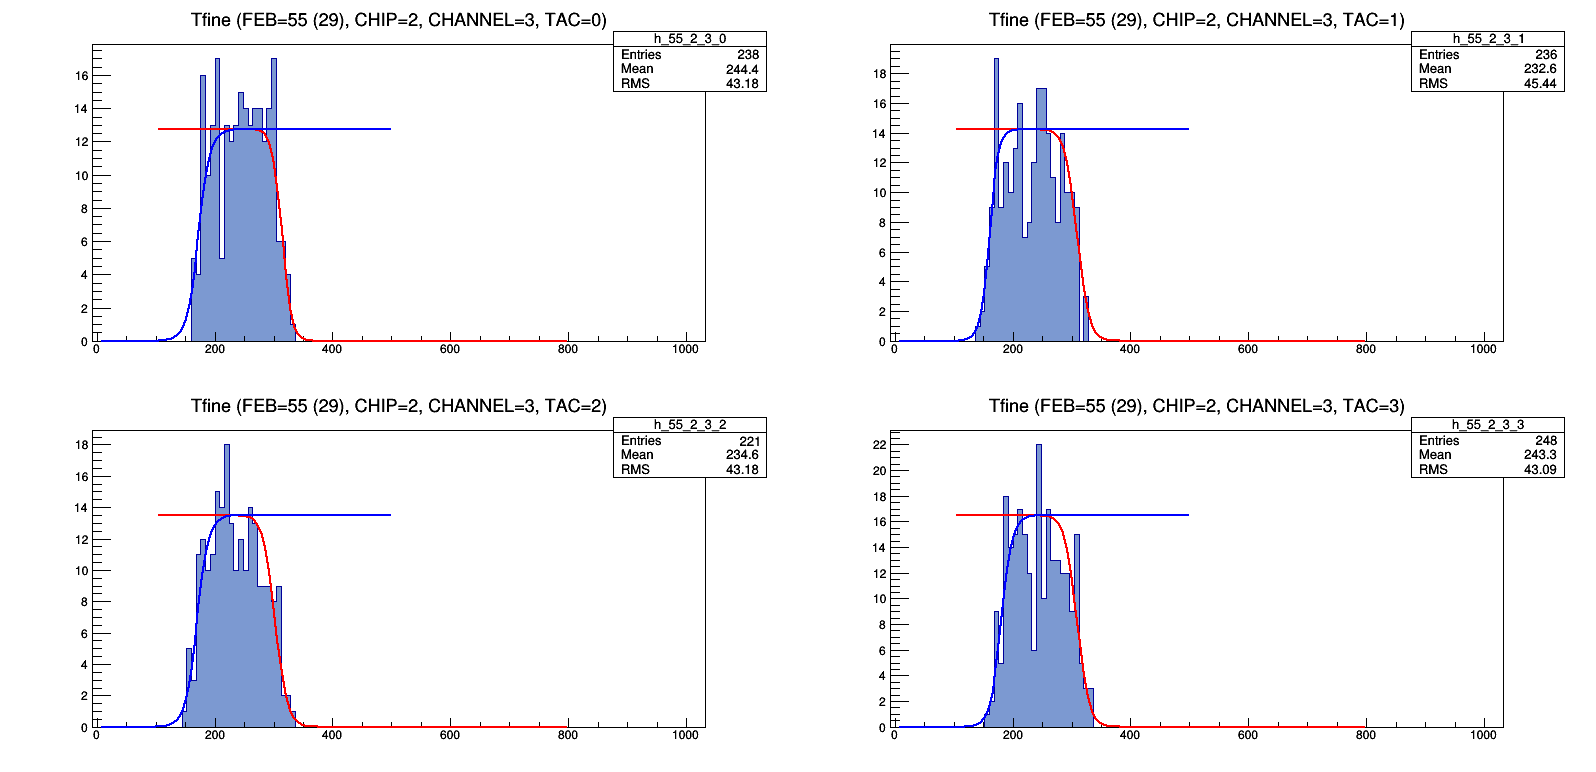 Tfine (FEB=55 (29), CHIP=2, CHANNEL=3, TAC=0)
h_55_2_3_0
Entries 238
Mean 244.4
RMS 43.18
16
14
12
10
8
6
4
2
0
0 200 400 600 800 1000
Tfine (FEB=55 (29), CHIP=2, CHANNEL=3, TAC=1)
h_55_2_3_1
Entries 236
Mean 232.6
RMS 45.44
18
16
14
12
10
8
6
4
2
0
0 200 400 600 800 1000
Tfine (FEB=55 (29), CHIP=2, CHANNEL=3, TAC=2)
h_55_2_3_2
Entries 221
Mean 234.6
RMS 43.18
18
16
14
12
10
8
6
4
2
0
0 200 400 600 800 1000
Tfine (FEB=55 (29), CHIP=2, CHANNEL=3, TAC=3)
h_55_2_3_3
Entries 248
Mean 243.3
RMS 43.09
22
20
18
16
14
12
10
8
6
4
2
0
0 200 400 600 800 1000